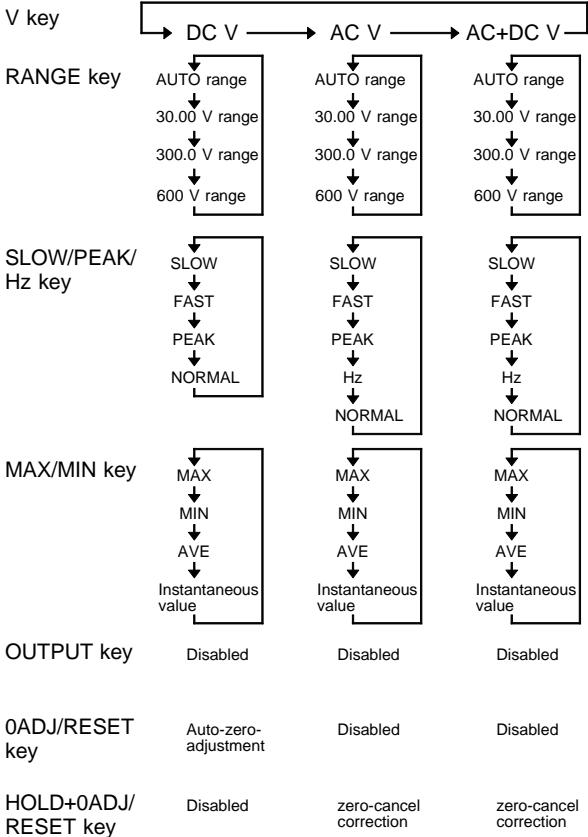 V key
DC V AC V AC+DC V
RANGE key
AUTO range AUTO range AUTO range
30.00 V range 30.00 V range 30.00 V range
300.0 V range 300.0 V range 300.0 V range
600 V range 600 V range 600 V range
SLOW/PEAK/
Hz key
SLOW SLOW SLOW
FAST FAST FAST
PEAK PEAK PEAK
NORMAL Hz Hz
NORMAL NORMAL
MAX/MIN key
MAX MAX MAX
MIN MIN MIN
AVE AVE AVE
Instantaneous Instantaneous Instantaneous
value value value
OUTPUT key Disabled Disabled Disabled
0ADJ/RESET
key
Auto-zero-
adjustment
Disabled Disabled
HOLD+0ADJ/
RESET key
Disabled
zero-cancel
correction
zero-cancel
correction